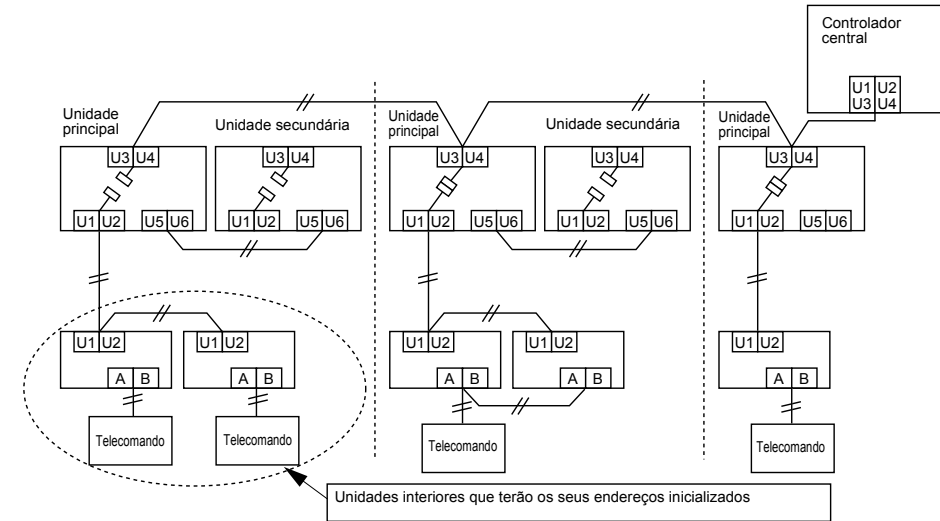 Controlador
central
U1 U2
U3 U4
Unidade
principal
Unidade secundária
Unidade
principal
Unidade secundária
Unidade
principal
U3 U4
U3 U4
U3 U4
U3 U4
U3 U4
U1 U2
U5 U6
U1 U2
U5 U6
U1 U2
U5 U6
U1 U2
U5 U6
U1 U2
U5 U6
U1 U2
U1 U2
U1 U2
U1 U2
U1 U2
A B
A B
A B
A B
A B
Telecomando
Telecomando
Telecomando
Telecomando
Unidades interiores que terão os seus endereços inicializados